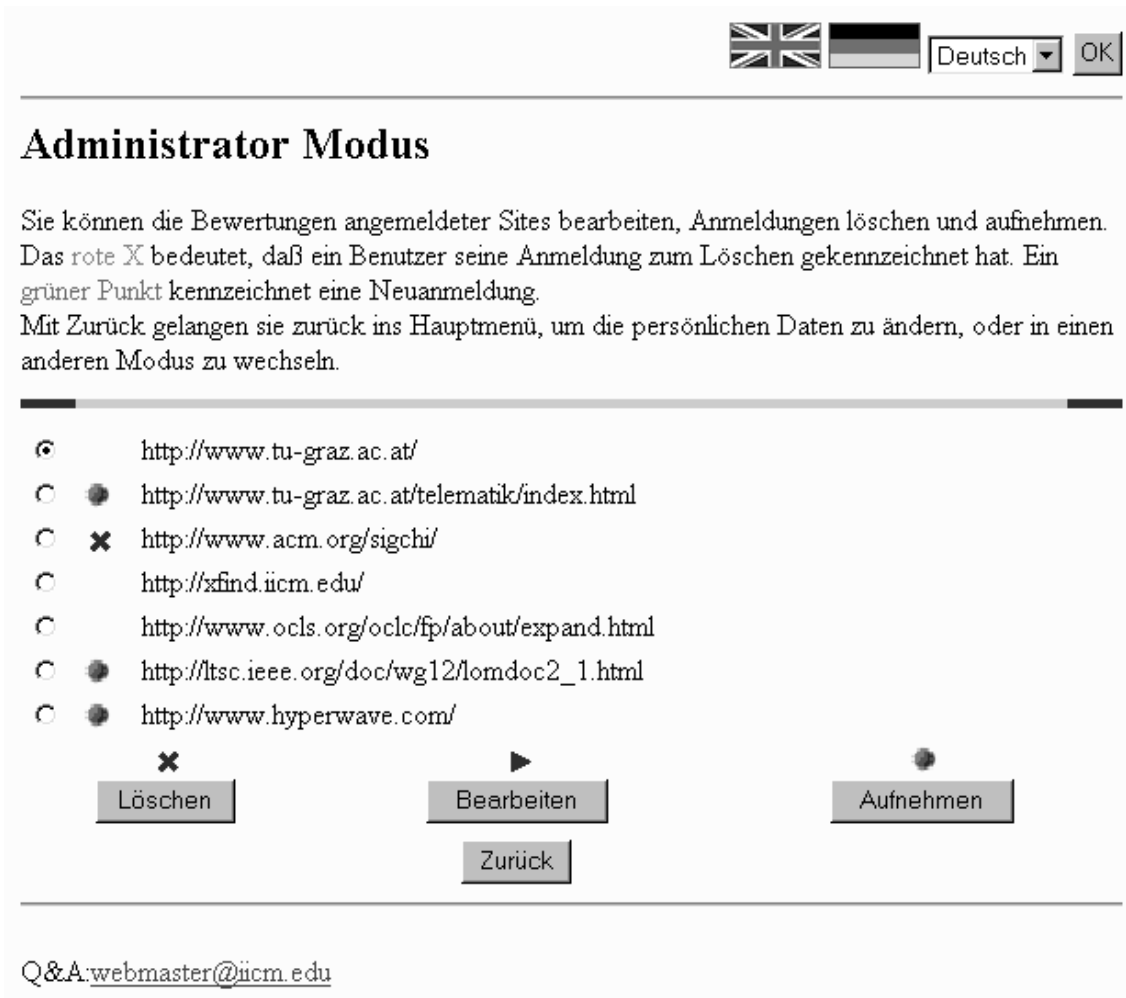 Deutsch OK
Administrator Modus
Sie können die Bewertungen angemeldeter Sites bearbeiten, Anmeldungen löschen und aufnehmen.
Das rote X bedeutet, daß ein Benutzer seine Anmeldung zum Löschen gekennzeichnet hat. Ein
grüner Punkt kennzeichnet eine Neuanmeldung.
Mit Zurück gelangen sie zurück ins Hauptmenü, um die persönlichen Daten zu ändern, oder in einen
anderen Modus zu wechseln.
http://www.tu-graz.ac.at/
http://www.tu-graz.ac.at/telematik/index.html
http://www.acm.org/sigchi/
http://xfind.iicm.edu/
http://www.ocls.org/oclc/fp/about/expand.html
http://ltsc.ieee.org/doc/wg12/lomdoc2_1.html
http://www.hyperwave.com/
Löschen Bearbeiten Aufnehmen
Zurück
Q&A:webmaster@iicm.edu